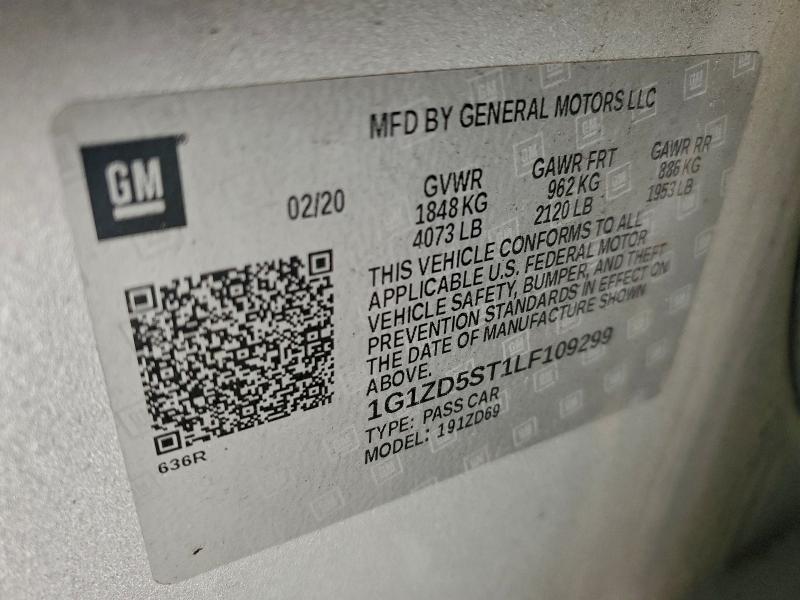 GM
MFD BY GENERAL MOTORS LLC
02/20
GVWR GAWR FRT GAWR RR
1848 KG 962 KG 886 KG
4073 LB 2120 LB 1953 LB
THIS VEHICLE CONFORMS TO ALL
APPLICABLE U.S. FEDERAL MOTOR
VEHICLE SAFETY, BUMPER, AND THEFT
PREVENTION STANDARDS IN EFFECT ON
THE DATE OF MANUFACTURE SHOWN
ABOVE.
1G1ZD5ST1LF109299
TYPE: PASS CAR
MODEL: 191ZD69
636R